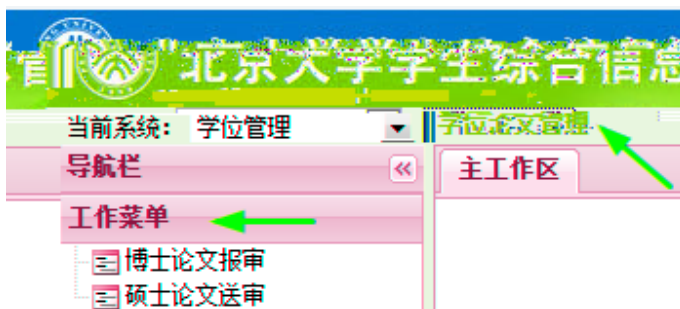 北京大学学生综合信息
当前系统： 学位管理 学位论文管理
导航栏 主工作区
工作菜单
博士论文报审
硕士论文送审